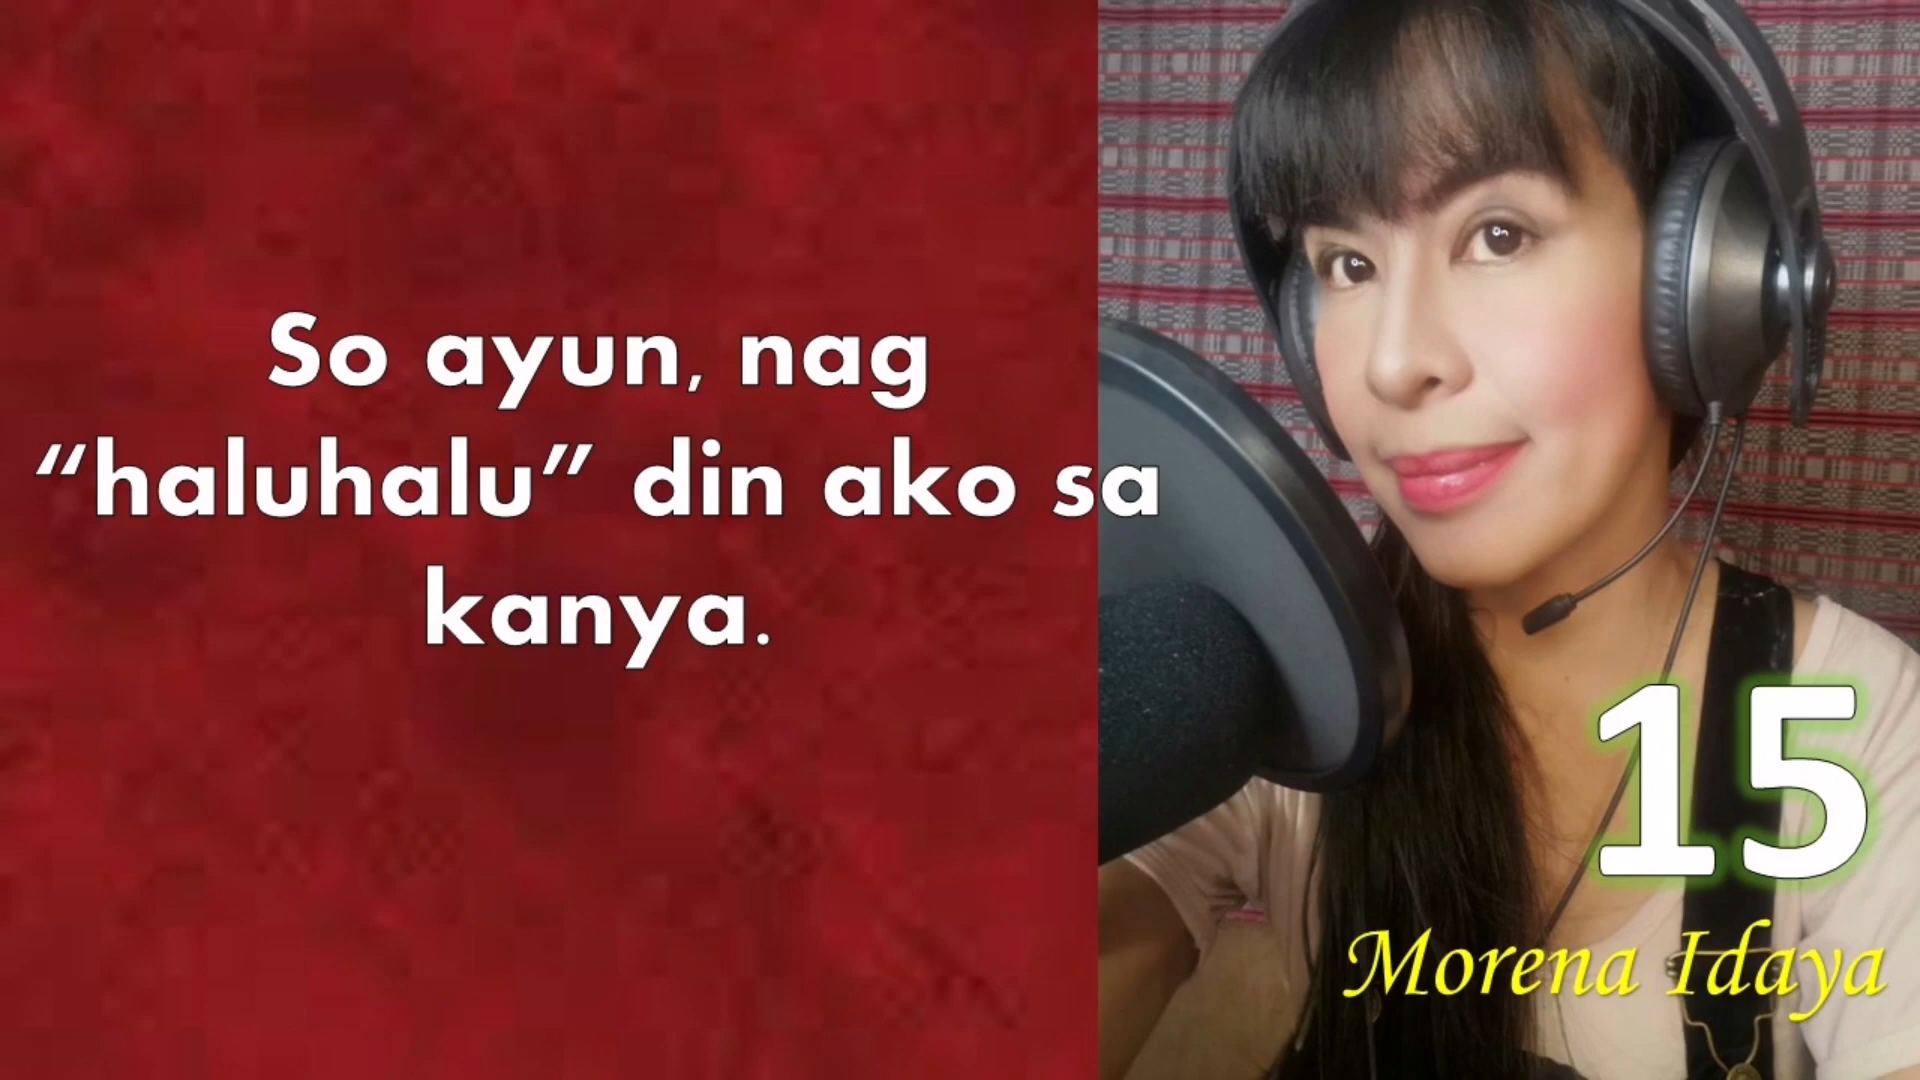 So ayun, nag
“haluhalu” din ako sa
kanya.
15
Morena Idaya